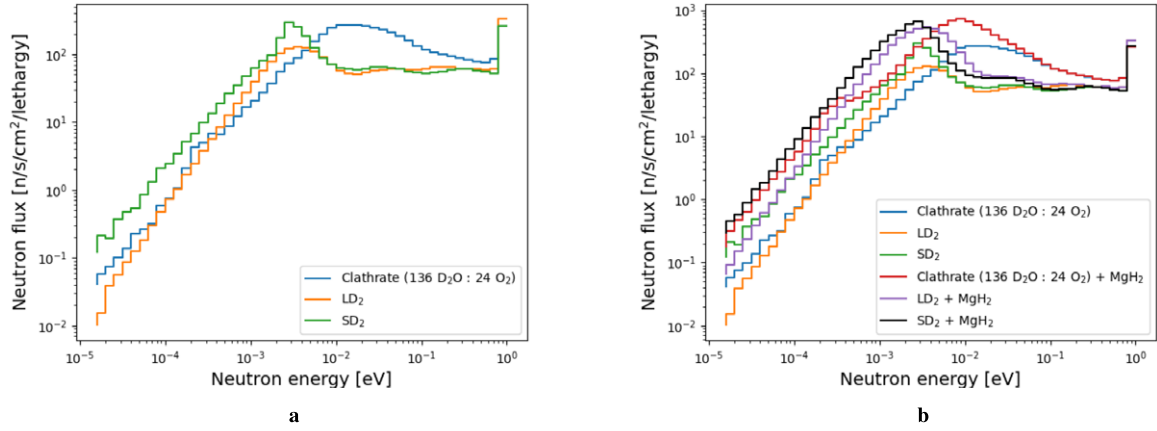 Neutron flux [n/s/cm²/lethargy]
10²
10¹
10⁰
10⁻¹
10⁻²
Clathrate (136 D₂O : 24 O₂)
LD₂
SD₂
10⁻⁵ 10⁻⁴ 10⁻³ 10⁻² 10⁻¹ 10⁰
Neutron energy [eV]
a
Neutron flux [n/s/cm²/lethargy]
10³
10²
10¹
10⁰
10⁻¹
10⁻²
Clathrate (136 D₂O : 24 O₂)
LD₂
SD₂
Clathrate (136 D₂O : 24 O₂) + MgH₂
LD₂ + MgH₂
SD₂ + MgH₂
10⁻⁵ 10⁻⁴ 10⁻³ 10⁻² 10⁻¹ 10⁰
Neutron energy [eV]
b